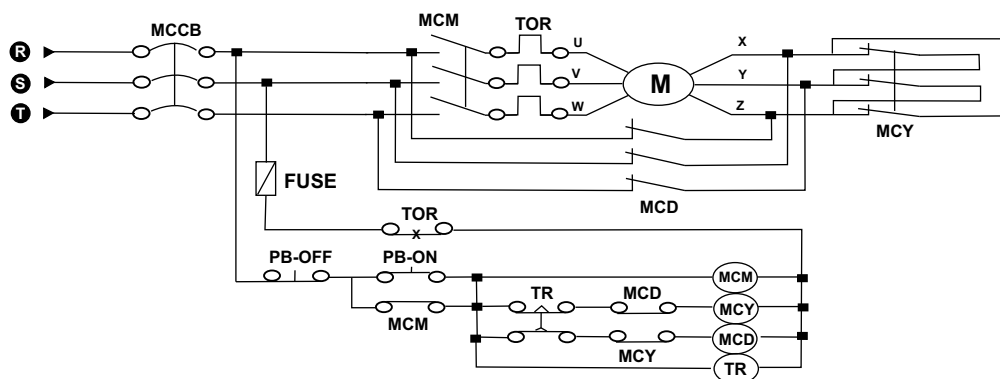 MCCB MCM TOR
R U X
S V M Y
T W Z
MCY
FUSE
MCD
TOR
x
PB-OFF PB-ON
MCM
TR MCD MCY
MCM
MCY MCD
TR